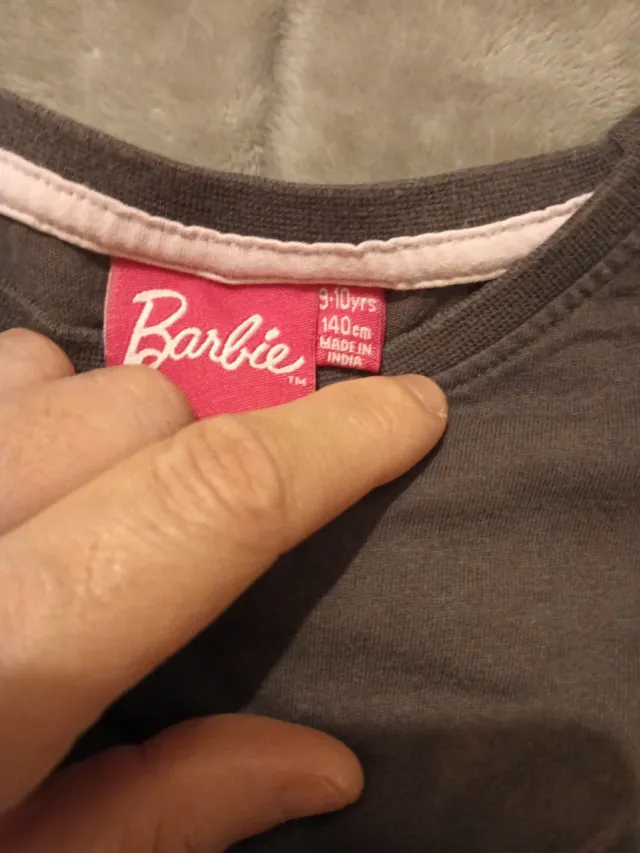 Barbie
TM
9-10yrs
140cm
MADE IN
INDIA